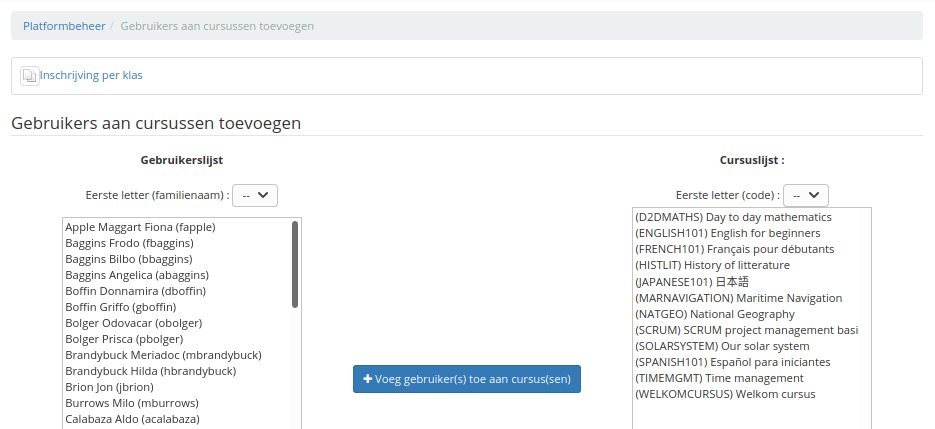 Platformbeheer / Gebruikers aan cursussen toevoegen
Inschrijving per klas
Gebruikers aan cursussen toevoegen
Gebruikerslijst
Eerste letter (familienaam) : --
Apple Maggart Fiona (fapple)
Baggins Frodo (fbaggins)
Baggins Bilbo (bbaggins)
Baggins Angelica (abaggins)
Boffin Donnamira (dboffin)
Boffin Griffo (gboffin)
Bolger Odovacar (obolger)
Bolger Prisca (pbolger)
Brandybuck Meriadoc (mbrandybuck)
Brandybuck Hilda (hbrandybuck)
Brion Jon (jbrion)
Burrows Milo (mburrows)
Calabaza Aldo (acalabaza)
Voeg gebruiker(s) toe aan cursus(sen)
Cursuslijst :
Eerste letter (code) : --
(D2DMATHS) Day to day mathematics
(ENGLISH101) English for beginners
(FRENCH101) Français pour débutants
(HISTLIT) History of litterature
(JAPANESE101) 日本語
(MARNAVIGATION) Maritime Navigation
(NATGEO) National Geography
(SCRUM) SCRUM project management basi
(SOLARSYSTEM) Our solar system
(SPANISH101) Español para iniciantes
(TIMEMGMT) Time management
(WELKOMCURSUS) Welkom cursus